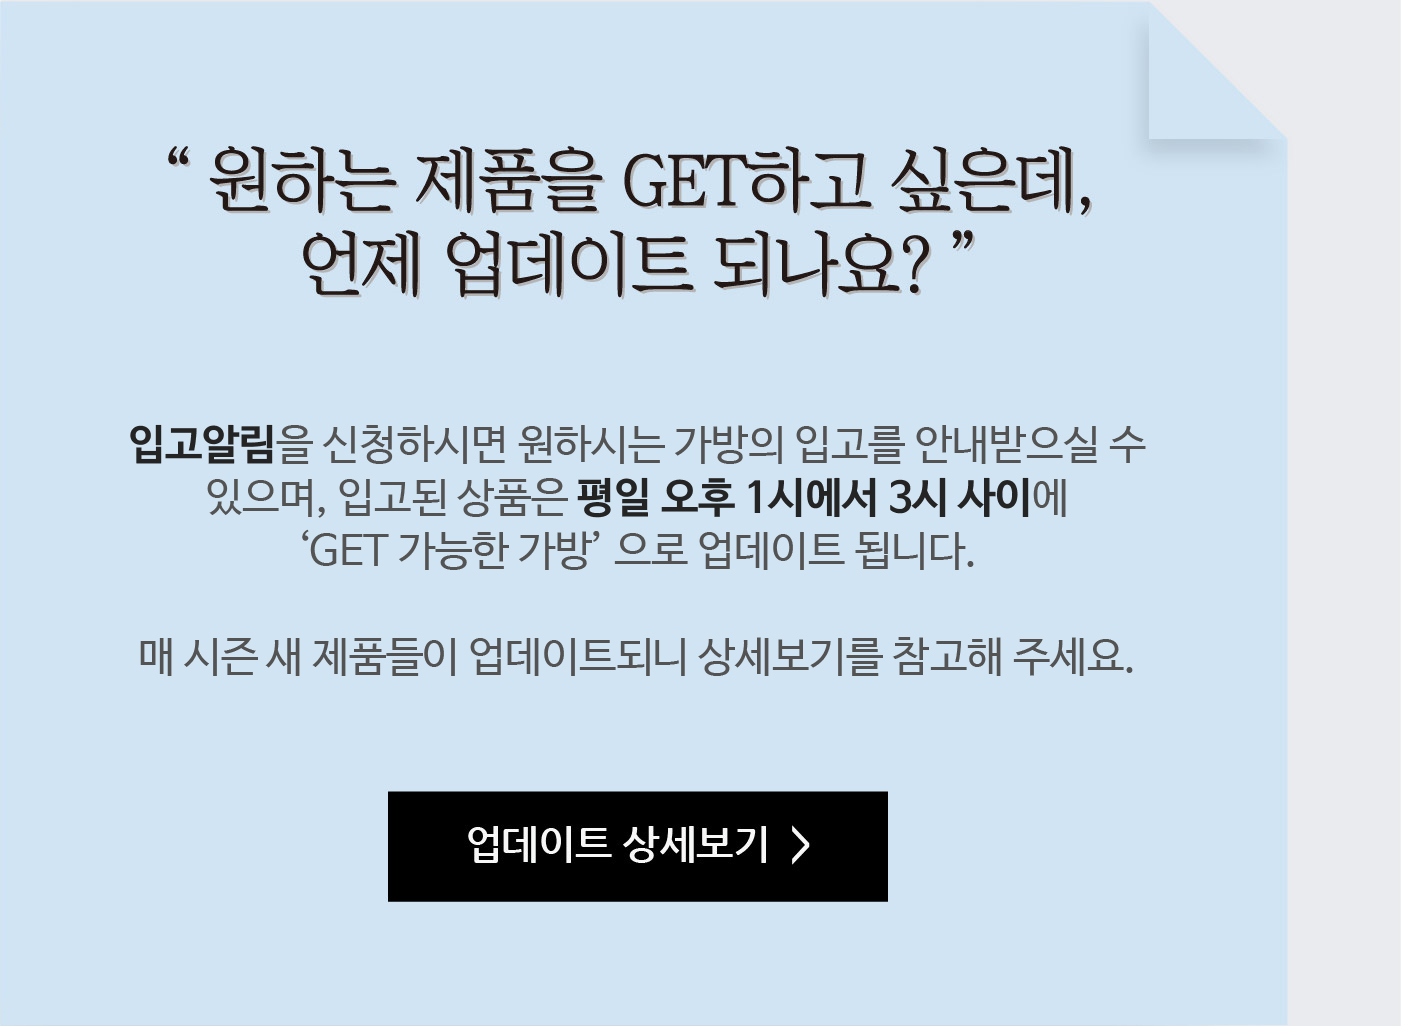 “ 원하는 제품을 GET하고 싶은데,
언제 업데이트 되나요? ”
입고알림을 신청하시면 원하시는 가방의 입고를 안내받으실 수
있으며, 입고된 상품은 평일 오후 1시에서 3시 사이에
‘GET 가능한 가방’ 으로 업데이트 됩니다.
매 시즌 새 제품들이 업데이트되니 상세보기를 참고해 주세요.
업데이트 상세보기 >